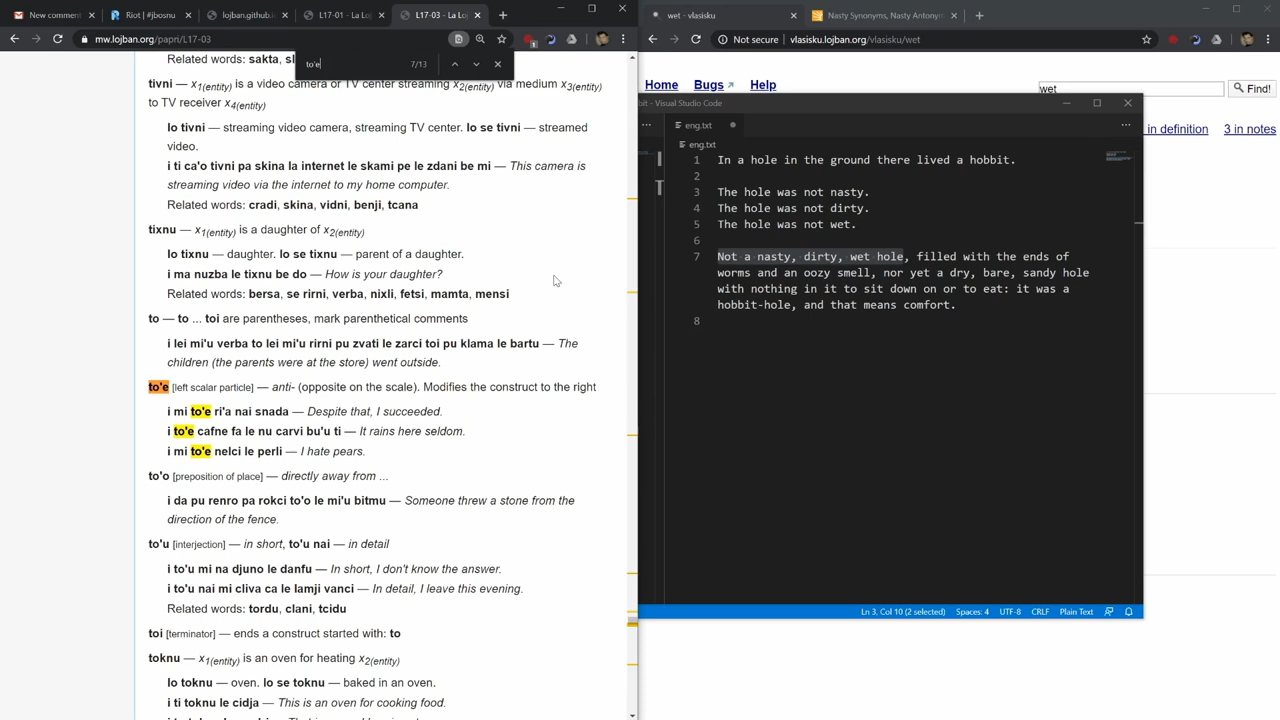 New comment
Riot | #jbosnu
lojban.github.
L17-01 - La Lo
L17-03 - La Lo
wet - vlasisku
Nasty Synonyms, Nasty Antonym
mw.lojban.org/papri/L17-03
Not secure
vlasisku.lojban.org/vlasisku/wet
to'e
7/13
Related words: sakta, sl
tivni — x1(entity) is a video camera or TV center streaming x2(entity) via medium x3(entity)
to TV receiver x4(entity)
lo tivni — streaming video camera, streaming TV center. lo se tivni — streamed
video.
i ti ca'o tivni pa skina la internet le skami pe le zdani be mi — This camera is
streaming video via the internet to my home computer.
Related words: cradi, skina, vidni, benji, tcana
tixnu — x1(entity) is a daughter of x2(entity)
lo tixnu — daughter. lo se tixnu — parent of a daughter.
i ma nuzba le tixnu be do — How is your daughter?
Related words: bersa, se rirni, verba, nixli, fetsi, mamta, mensi
to — to ... toi are parentheses, mark parenthetical comments
i lei mi'u verba to lei mi'u rirni pu zvati le zarci toi pu klama le bartu — The
children (the parents were at the store) went outside.
to'e [left scalar particle] — anti- (opposite on the scale). Modifies the construct to the right
i mi to'e ri'a nai snada — Despite that, I succeeded.
i to'e cafne fa le nu carvi bu'u ti — It rains here seldom.
i mi to'e nelci le perli — I hate pears.
to'o [preposition of place] — directly away from ...
i da pu renro pa rokci to'o le mi'u bitmu — Someone threw a stone from the
direction of the fence.
to'u [interjection] — in short, to'u nai — in detail
i to'u mi na djuno le danfu — In short, I don't know the answer.
i to'u nai mi cliva ca le lamji vanci — In detail, I leave this evening.
Related words: tordu, clani, tcidu
toi [terminator] — ends a construct started with: to
toknu — x1(entity) is an oven for heating x2(entity)
lo toknu — oven. lo se toknu — baked in an oven.
i ti toknu le cidja — This is an oven for cooking food.
Home Bugs Help
wet
Find!
in definition 3 in notes
bit - Visual Studio Code
eng.txt
eng.txt
1 In a hole in the ground there lived a hobbit.
2
3 The hole was not nasty.
4 The hole was not dirty.
5 The hole was not wet.
6
7 Not a nasty, dirty, wet hole, filled with the ends of
worms and an oozy smell, nor yet a dry, bare, sandy hole
with nothing in it to sit down on or to eat: it was a
hobbit-hole, and that means comfort.
8
Ln 3, Col 10 (2 selected) Spaces: 4 UTF-8 CRLF Plain Text